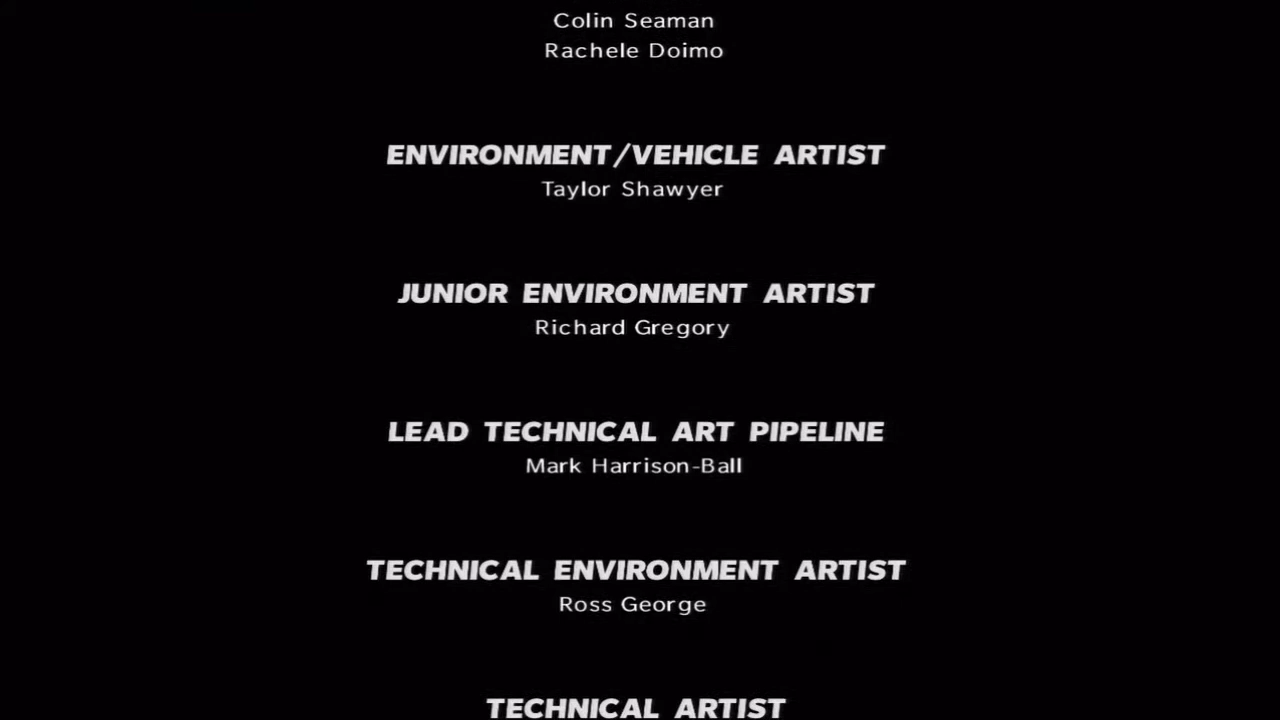 Colin Seaman
Rachele Doimo
ENVIRONMENT/VEHICLE ARTIST
Taylor Shawyer
JUNIOR ENVIRONMENT ARTIST
Richard Gregory
LEAD TECHNICAL ART PIPELINE
Mark Harrison-Ball
TECHNICAL ENVIRONMENT ARTIST
Ross George
TECHNICAL ARTIST